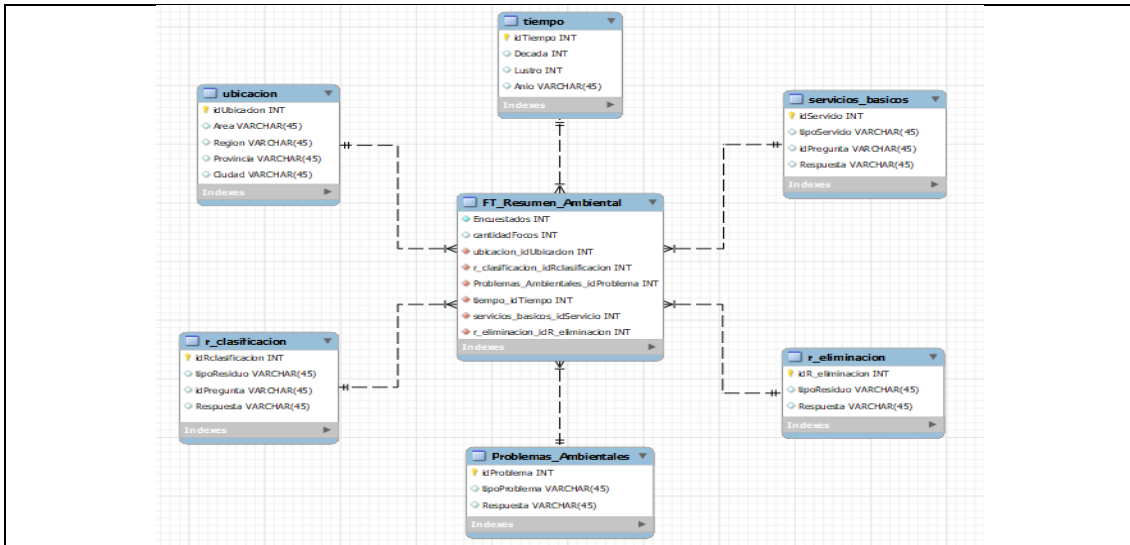 tiempo
idTiempo INT
Decada INT
Lustro INT
Anio VARCHAR(45)
Indexes
ubicacion
idUbicacion INT
Area VARCHAR(45)
Region VARCHAR(45)
Provincia VARCHAR(45)
Ciudad VARCHAR(45)
Indexes
servicios_basicos
idServicio INT
tipoServicio VARCHAR(45)
idPregunta VARCHAR(45)
Respuesta VARCHAR(45)
Indexes
FT_Resumen_Ambiental
Encuestados INT
cantidadFocos INT
ubicacion_idUbicacion INT
r_clasificacion_idRclasificacion INT
Problemas_Ambientales_idProblema INT
tiempo_idTiempo INT
servicios_basicos_idServicio INT
r_eliminacion_idR_eliminacion INT
Indexes
r_clasificacion
idRclasificacion INT
tipoResiduo VARCHAR(45)
idPregunta VARCHAR(45)
Respuesta VARCHAR(45)
Indexes
r_eliminacion
idR_eliminacion INT
tipoResiduo VARCHAR(45)
Respuesta VARCHAR(45)
Indexes
Problemas_Ambientales
idProblema INT
tipoProblema VARCHAR(45)
Respuesta VARCHAR(45)
Indexes